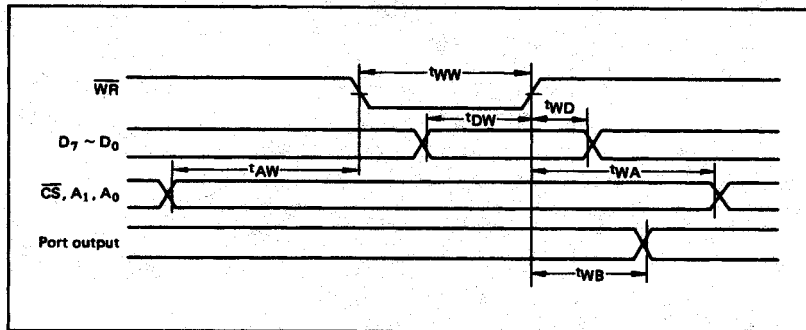 tWW
WR
tDW
tWD
D7 ~ D0
tAW
tWA
CS, A1, A0
Port output
tWB